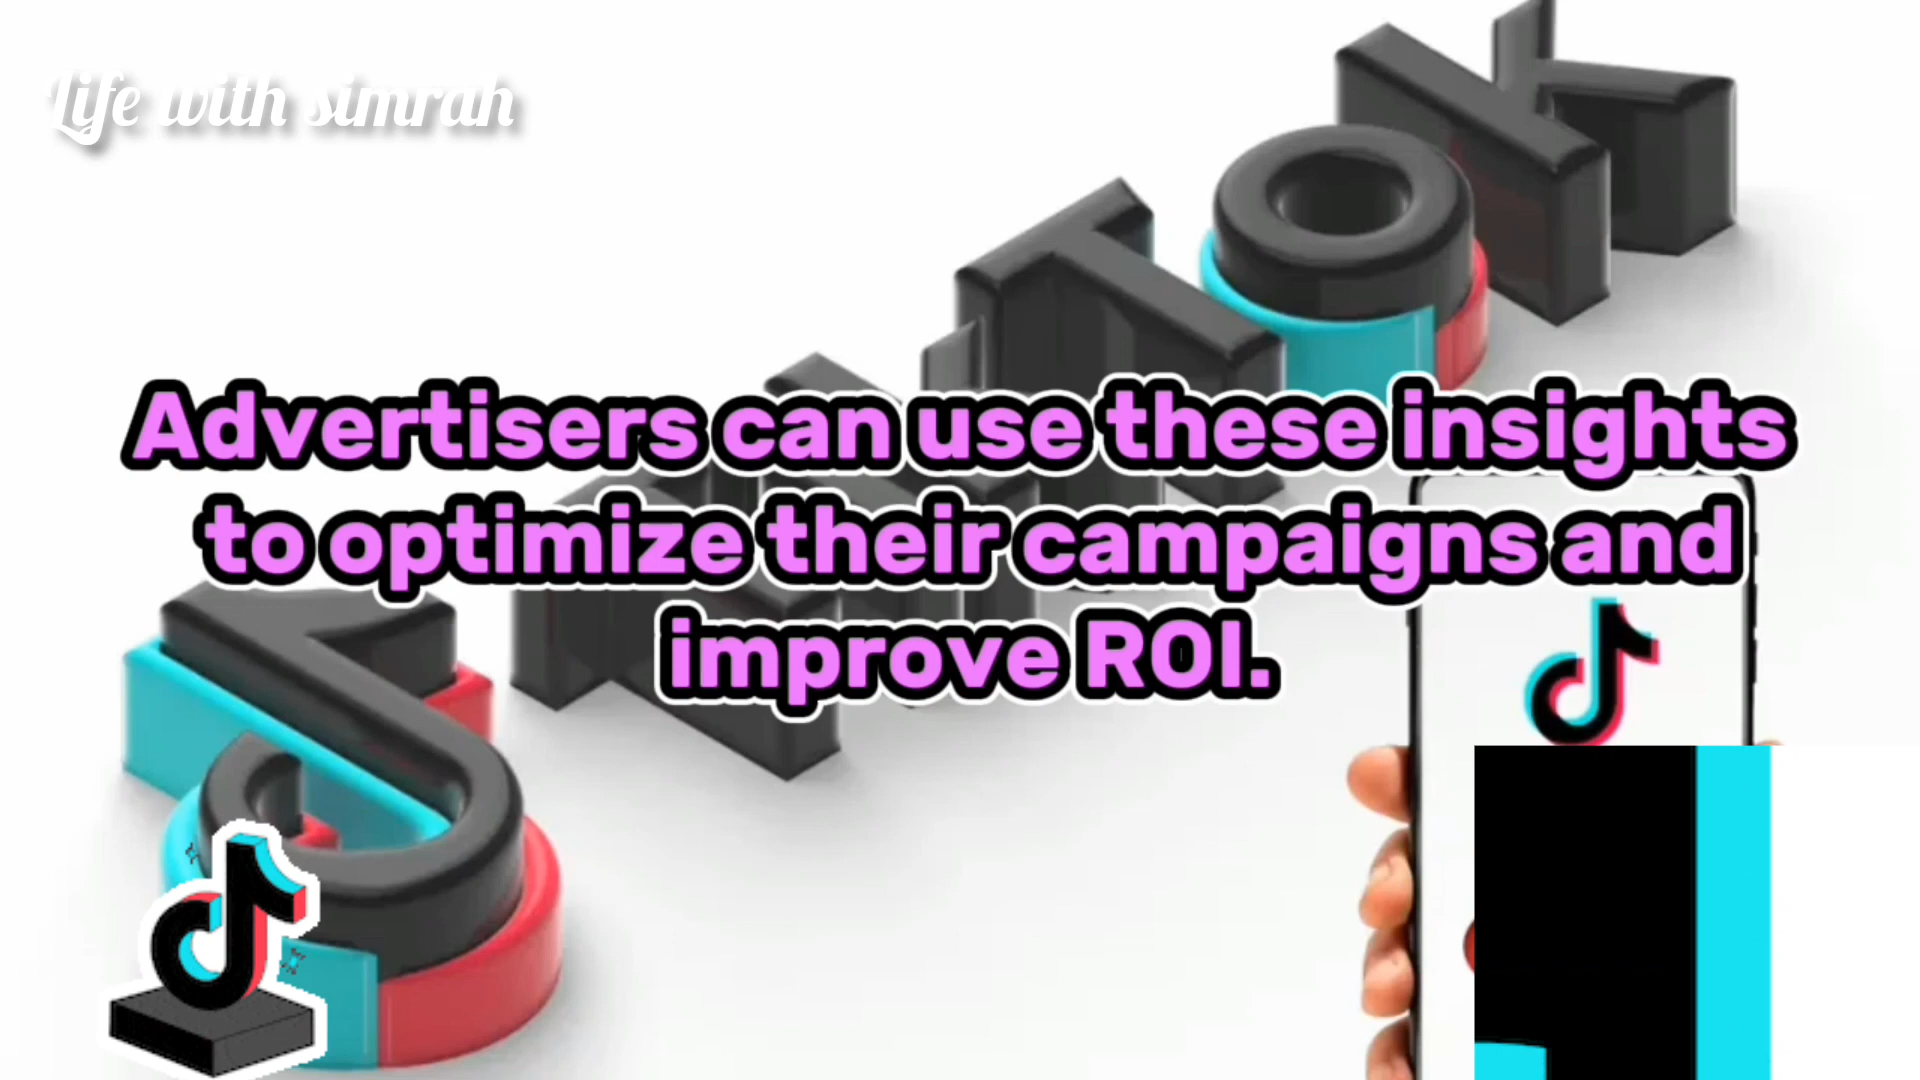 Life with simrah
TikTok
Advertisers can use these insights
to optimize their campaigns and
improve ROI.